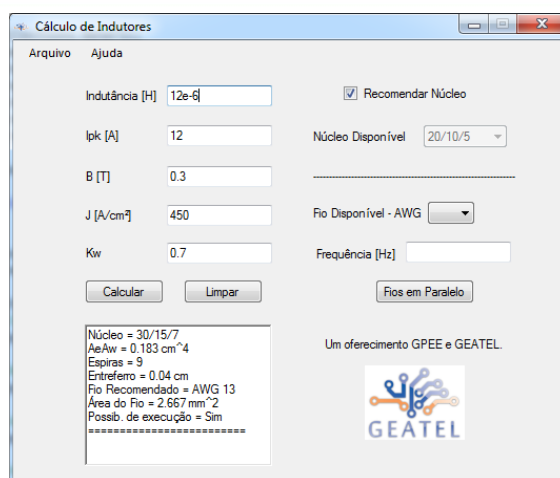 Cálculo de Indutores
Arquivo Ajuda
Indutância [H] 12e-6
Recomendar Núcleo
Ipk [A] 12
Núcleo Disponível 20/10/5
B [T] 0.3
--------------------------------------------------
J [A/cm²] 450
Fio Disponível - AWG
Kw 0.7
Frequência [Hz]
Calcular Limpar
Fios em Paralelo
Núcleo = 30/15/7
AeAw = 0.183 cm^4
Espiras = 9
Entreferro = 0.04 cm
Fio Recomendado = AWG 13
Área do Fio = 2.667 mm^2
Possib. de execução = Sim
=========================
Um oferecimento GPEE e GEATEL.
GEATEL